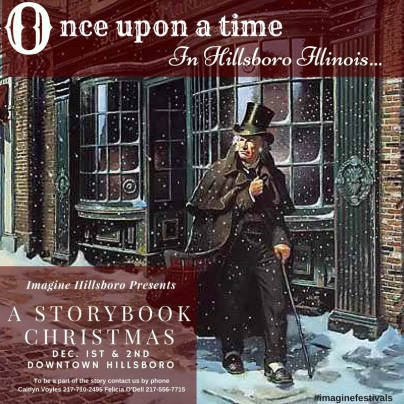 Once upon a time
In Hillsboro Illinois...
Imagine Hillsboro Presents
A STORYBOOK
CHRISTMAS
DEC. 1ST & 2ND
DOWNTOWN HILLSBORO
To be a part of the story contact us by phone
Caitlyn Voyles 217-710-2495 Felicia O'Dell 217-556-7715
#imaginefestivals